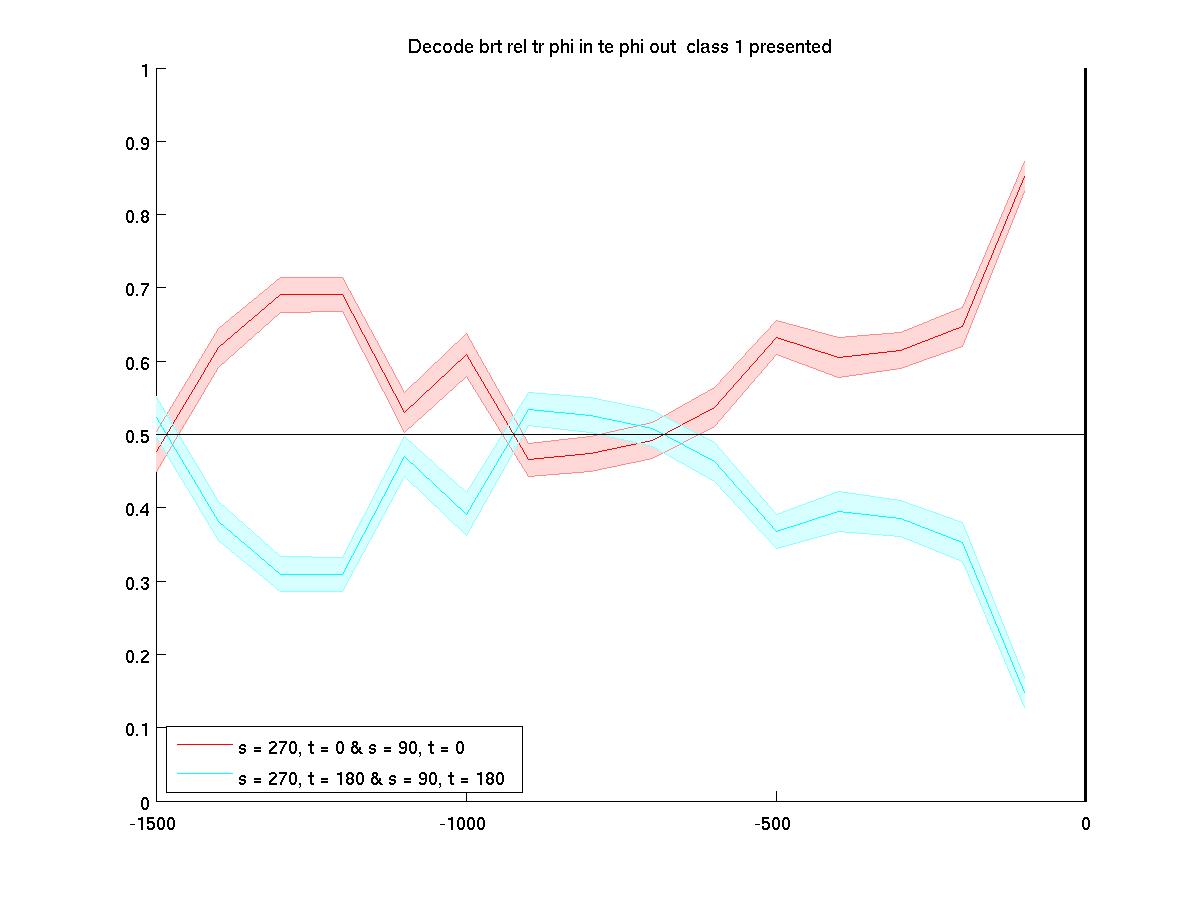 Decode brt rel tr phi in te phi out  class 1 presented
1
0.9
0.8
0.7
0.6
0.5
0.4
0.3
0.2
0.1
0
s = 270, t = 0 & s = 90, t = 0
s = 270, t = 180 & s = 90, t = 180
-1500 -1000 -500 0